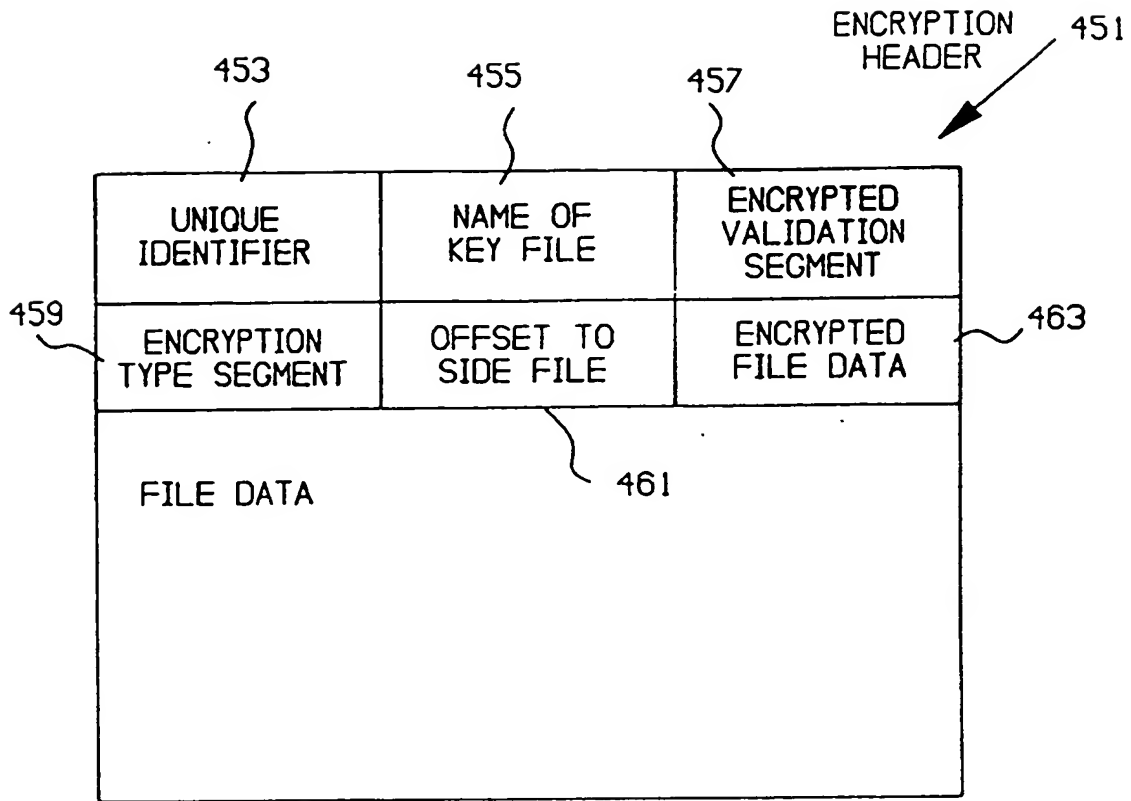 ENCRYPTION
HEADER
451
453
455
457
UNIQUE
IDENTIFIER
NAME OF
KEY FILE
ENCRYPTED
VALIDATION
SEGMENT
459
ENCRYPTION
TYPE SEGMENT
OFFSET TO
SIDE FILE
ENCRYPTED
FILE DATA
463
461
FILE DATA